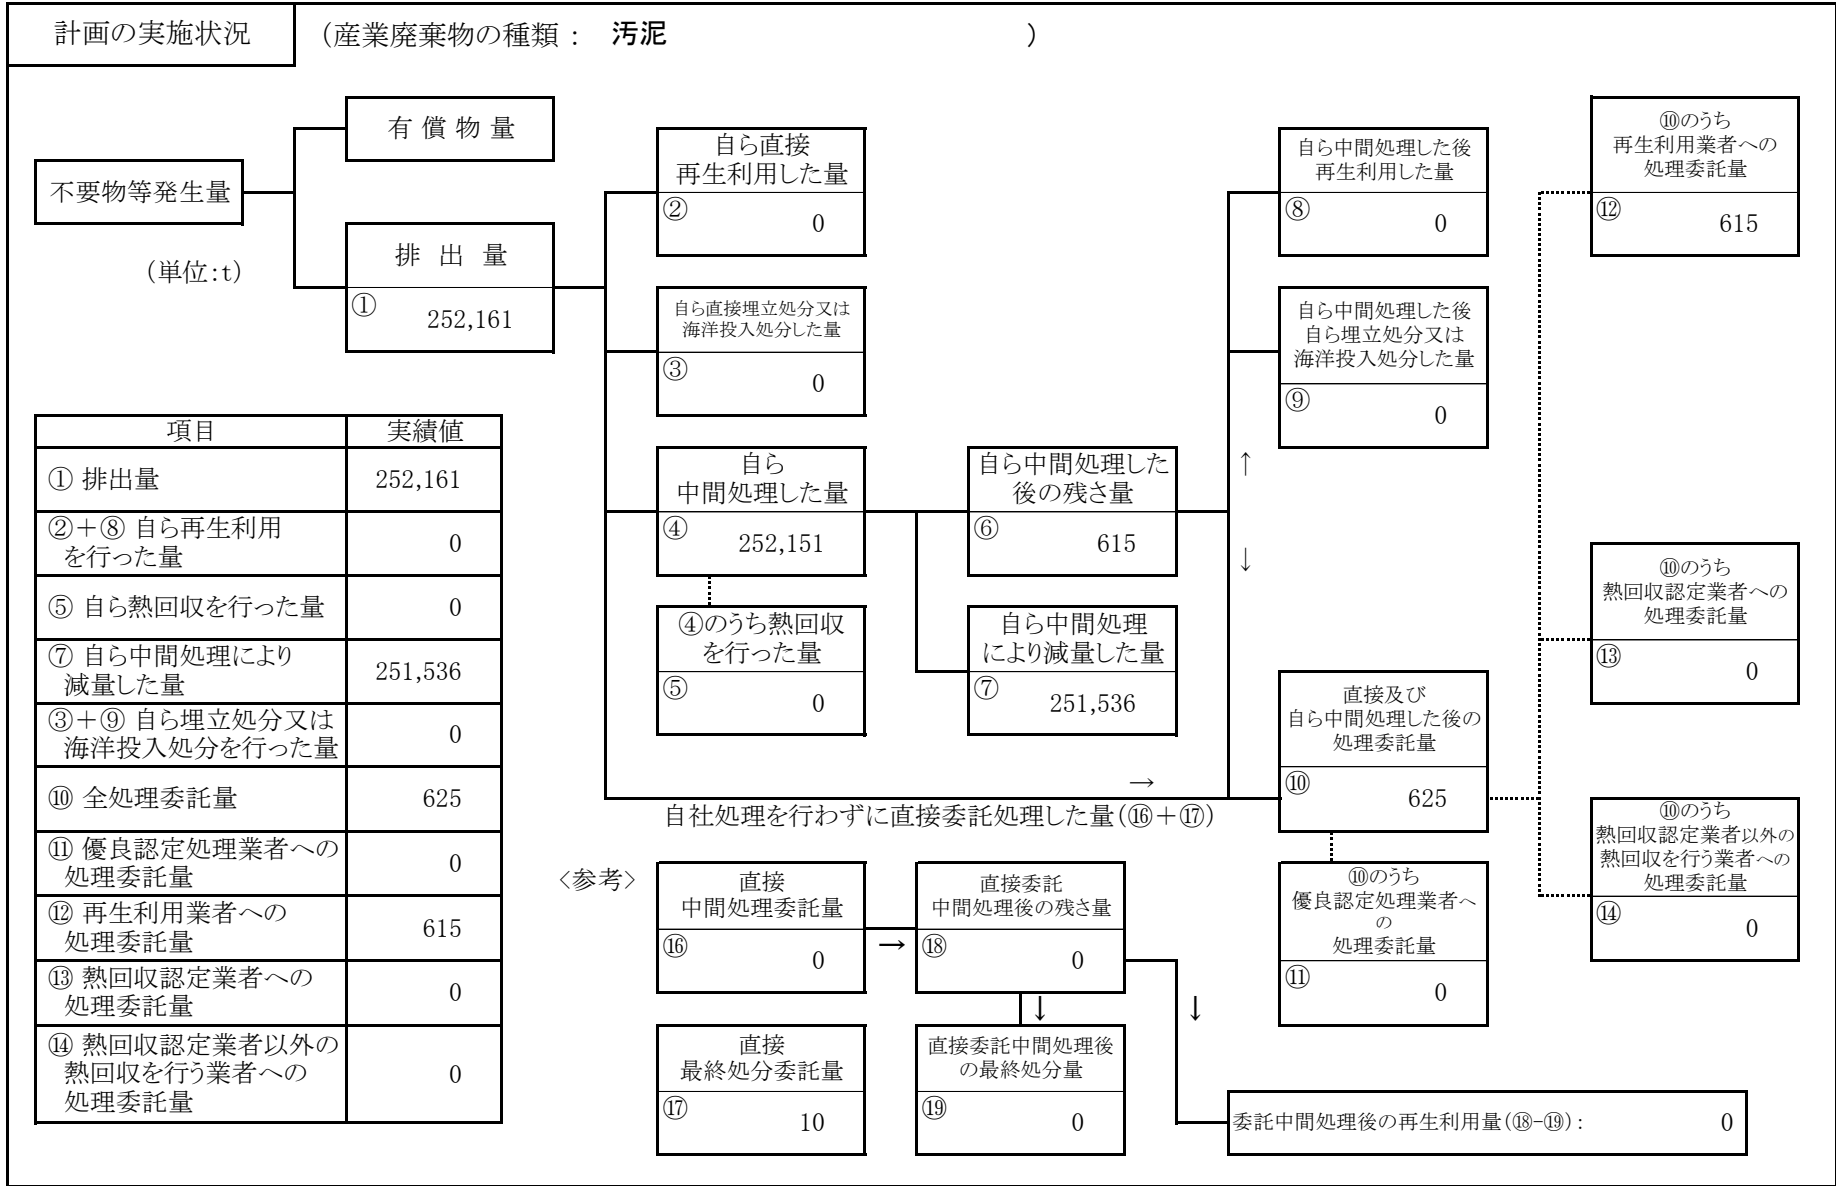 計画の実施状況
（産業廃棄物の種類： 汚泥 ）
不要物等発生量
（単位:t）
有償物量
排出量
① 252,161
自ら直接
再生利用した量
② 0
自ら直接埋立処分又は
海洋投入処分した量
③ 0
自ら
中間処理した量
④ 252,151
④のうち熱回収
を行った量
⑤ 0
自ら中間処理した
後の残さ量
⑥ 615
自ら中間処理
により減量した量
⑦ 251,536
自ら中間処理した後
再生利用した量
⑧ 0
自ら中間処理した後
自ら埋立処分又は
海洋投入処分した量
⑨ 0
↑
↓
→
自社処理を行わずに直接委託処理した量（⑯＋⑰）
直接及び
自ら中間処理した後の
処理委託量
⑩ 625
⑩のうち
優良認定処理業者へ
の
処理委託量
⑪ 0
⑩のうち
再生利用業者への
処理委託量
⑫ 615
⑩のうち
熱回収認定業者への
処理委託量
⑬ 0
⑩のうち
熱回収認定業者以外の
熱回収を行う業者への
処理委託量
⑭ 0
項目 実績値
① 排出量 252,161
②＋⑧ 自ら再生利用
を行った量 0
⑤ 自ら熱回収を行った量 0
⑦ 自ら中間処理により
減量した量 251,536
③＋⑨ 自ら埋立処分又は
海洋投入処分を行った量 0
⑩ 全処理委託量 625
⑪ 優良認定処理業者への
処理委託量 0
⑫ 再生利用業者への
処理委託量 615
⑬ 熱回収認定業者への
処理委託量 0
⑭ 熱回収認定業者以外の
熱回収を行う業者への
処理委託量 0
〈参考〉
直接
中間処理委託量
⑯ 0
→
直接委託
中間処理後の残さ量
⑱ 0
↓
↓
直接
最終処分委託量
⑰ 10
直接委託中間処理後
の最終処分量
⑲ 0
委託中間処理後の再生利用量（⑱-⑲）： 0